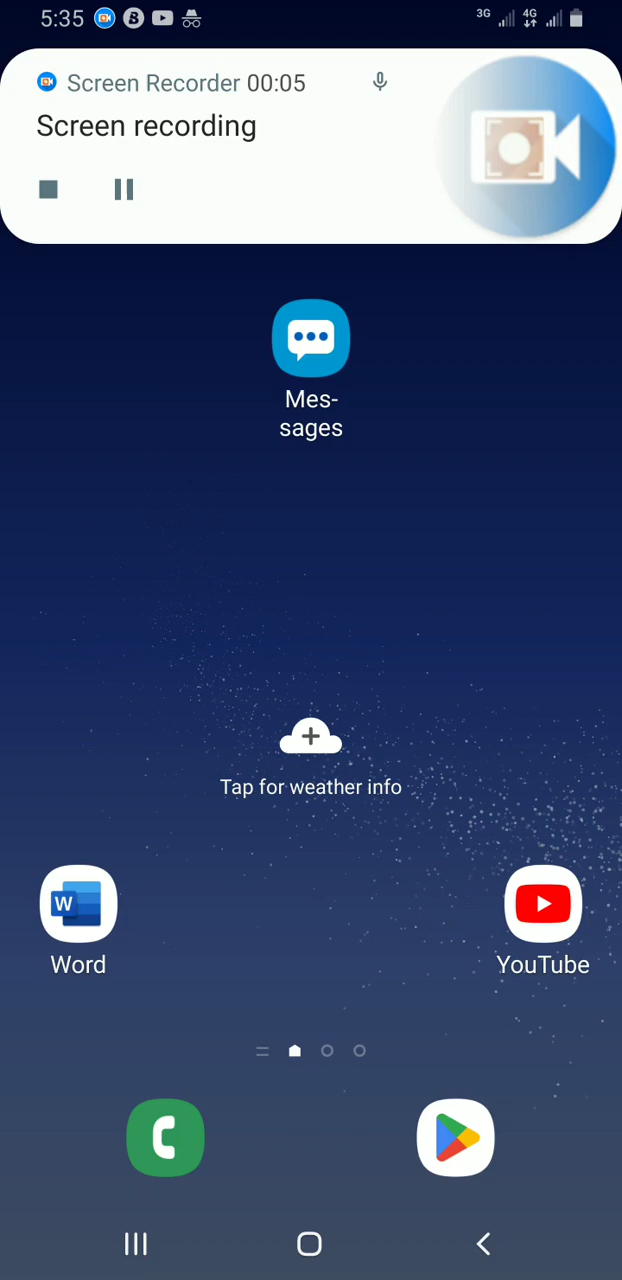 5:35
3G 4G
Screen Recorder 00:05
Screen recording
Mes-
sages
Tap for weather info
W
Word
YouTube